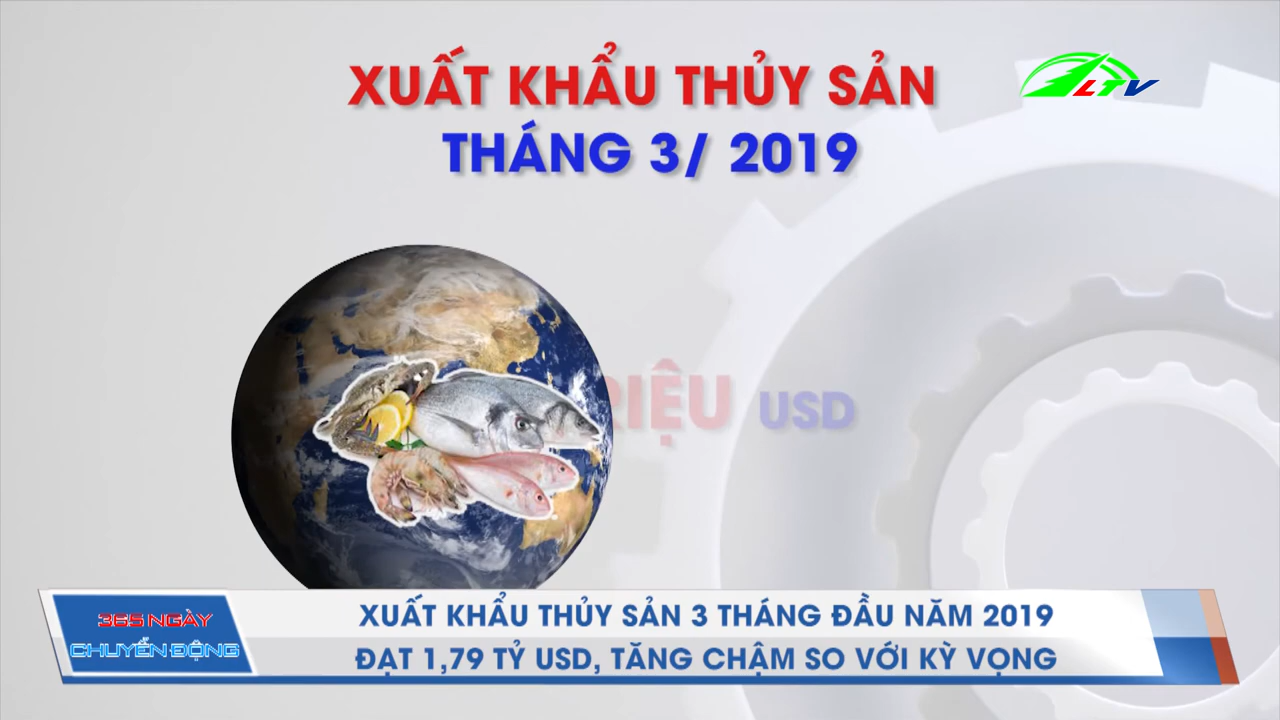 XUẤT KHẨU THỦY SẢN
LTV
THÁNG 3/ 2019
USD
365 NGÀY
CHUYỂN ĐỘNG
XUẤT KHẨU THỦY SẢN 3 THÁNG ĐẦU NĂM 2019
ĐẠT 1,79 TỶ USD, TĂNG CHẬM SO VỚI KỲ VỌNG